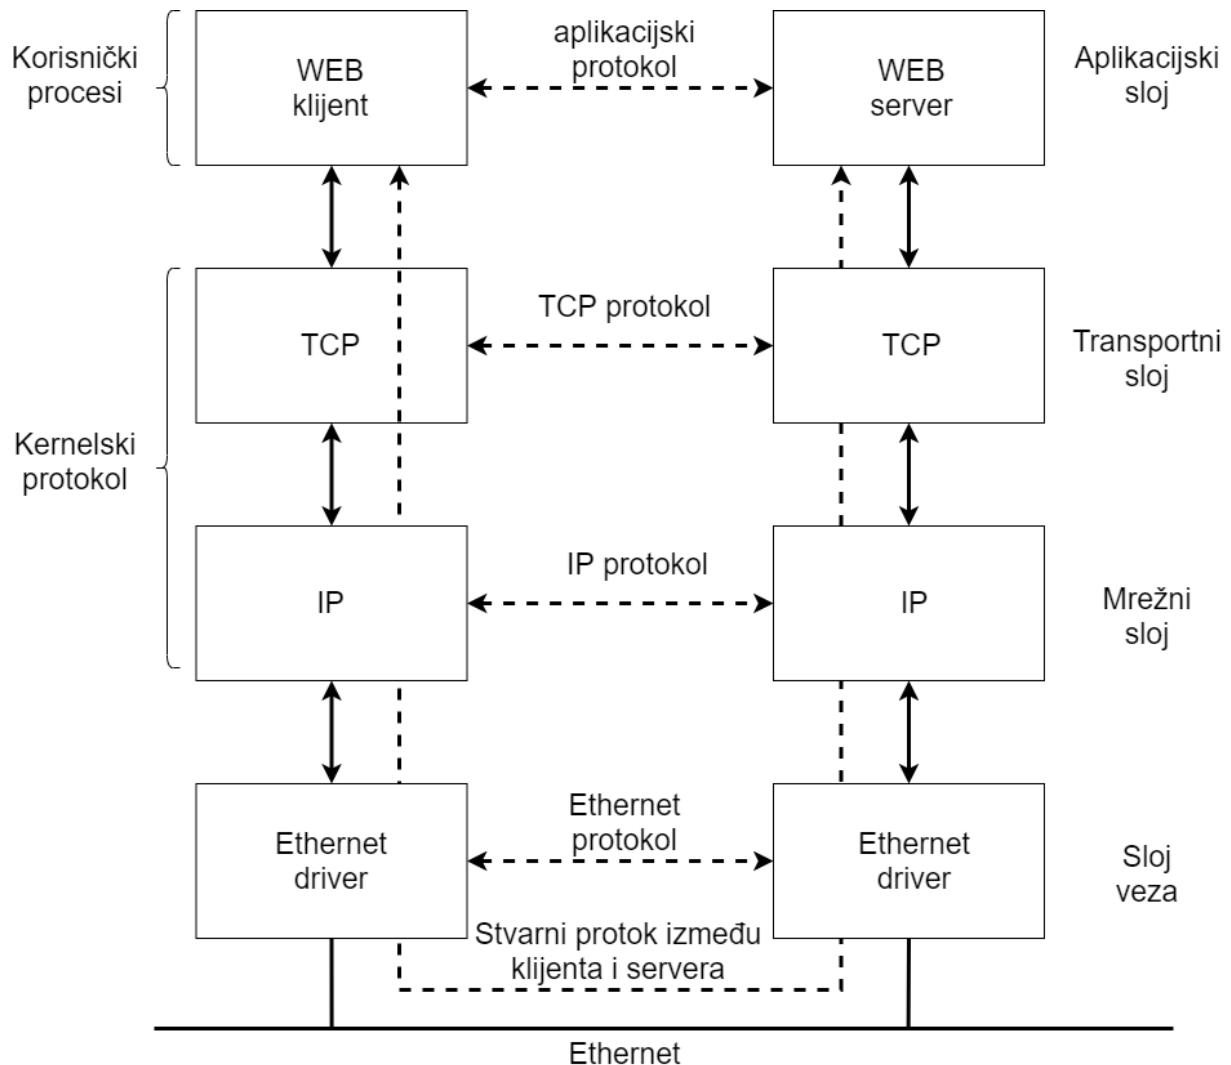 Korisnički
procesi
WEB
klijent
aplikacijski
protokol
WEB
server
Aplikacijski
sloj
TCP
TCP protokol
TCP
Transportni
sloj
Kernelski
protokol
IP
IP protokol
IP
Mrežni
sloj
Ethernet
driver
Ethernet
protokol
Ethernet
driver
Sloj
veza
Stvarni protok između
klijenta i servera
Ethernet